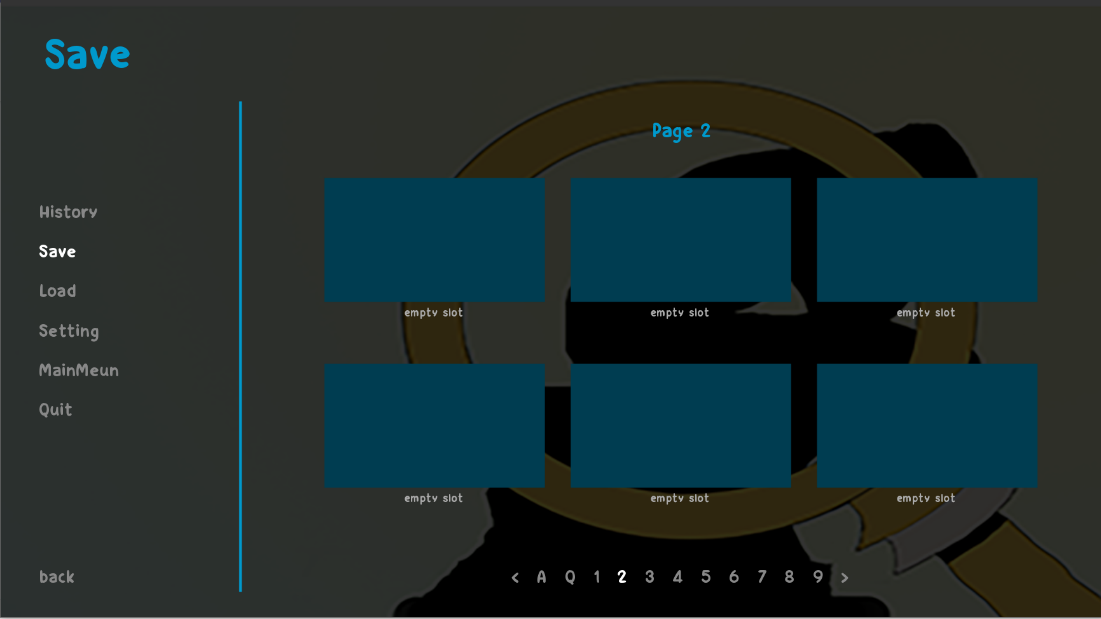 Save
History
Save
Load
Setting
MainMeun
Quit
back
Page 2
empty slot
empty slot
empty slot
empty slot
empty slot
empty slot
< A Q 1 2 3 4 5 6 7 8 9 >